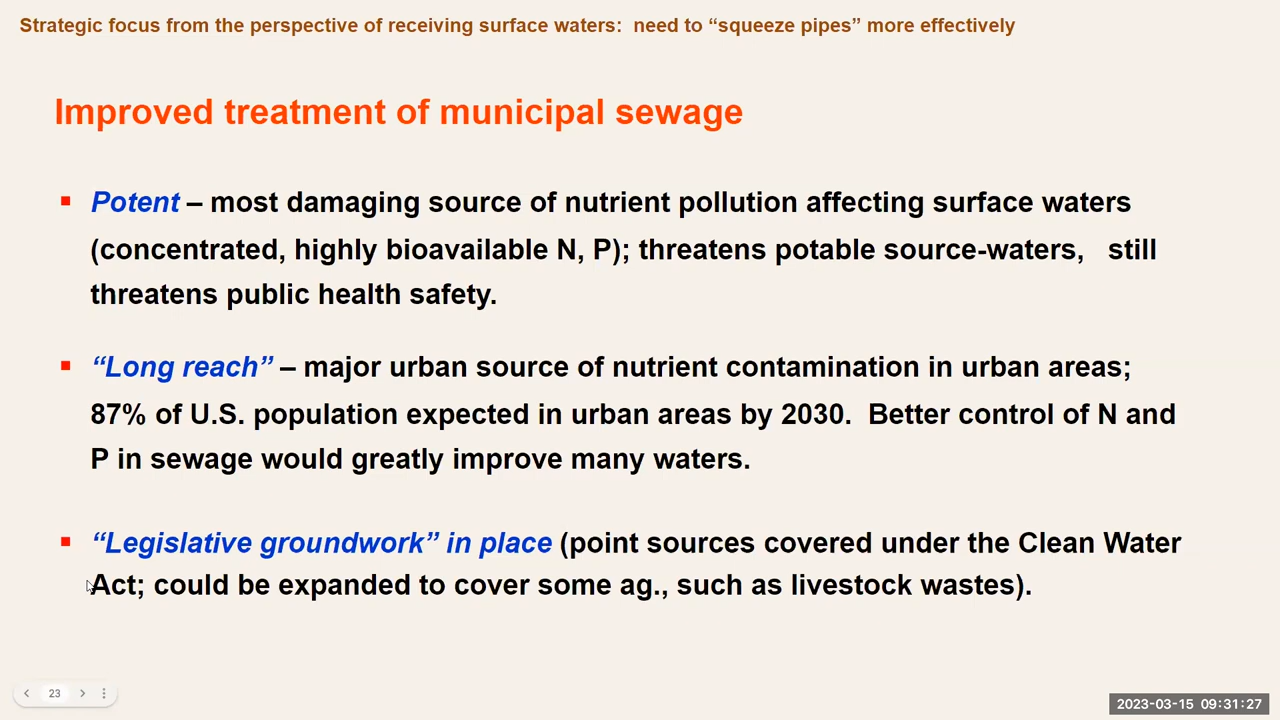 Strategic focus from the perspective of receiving surface waters:  need to “squeeze pipes” more effectively
Improved treatment of municipal sewage
▪ Potent – most damaging source of nutrient pollution affecting surface waters
(concentrated, highly bioavailable N, P); threatens potable source-waters,   still
threatens public health safety.
▪ “Long reach” – major urban source of nutrient contamination in urban areas;
87% of U.S. population expected in urban areas by 2030.  Better control of N and
P in sewage would greatly improve many waters.
▪ “Legislative groundwork” in place (point sources covered under the Clean Water
Act; could be expanded to cover some ag., such as livestock wastes).
23
2023-03-15 09:31:27